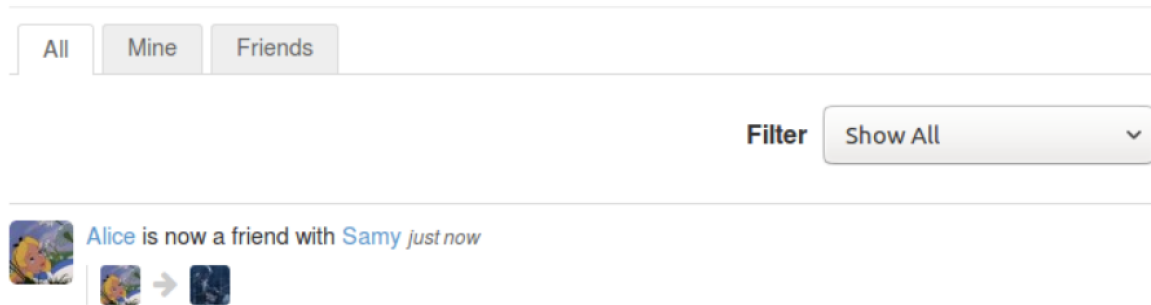 All Mine Friends
Filter Show All
Alice is now a friend with Samy just now